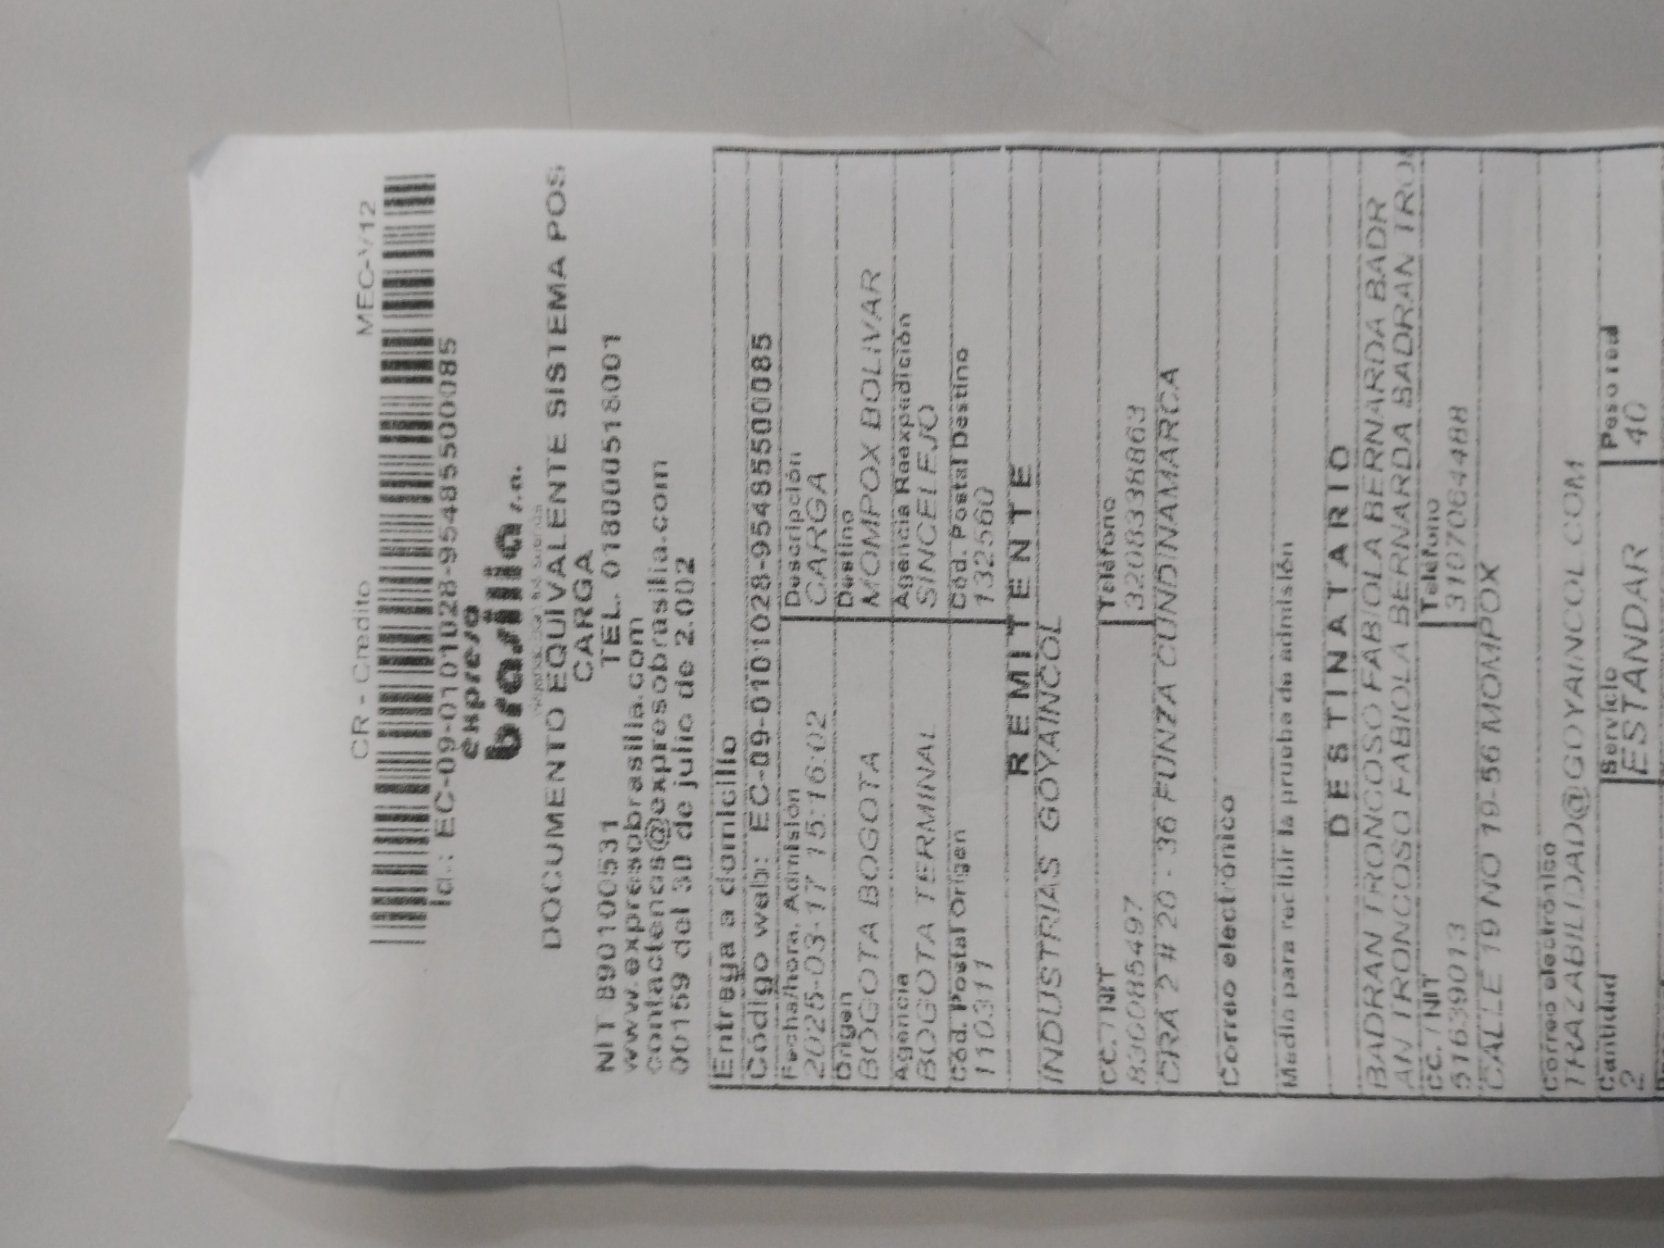 CR - Credito MEC-V12
Id.: EC-09-0101028-9548550085
expreso
brasilia s.a.
DOCUMENTO EQUIVALENTE SISTEMA POS
CARGA
NIT 890100531 TEL. 018000518001
www.expresobrasilia.com
contactenos@expresobrasilia.com
00159 del 30 de julio de 2.002
Entrega a domicilio
Código web: EC-09-0101028-9548550085
Fecha/hora. Admisión Descripción
2025-03-17 15:16:02 CARGA
Origen Destino
BOGOTA BOGOTA MOMPOX BOLIVAR
Agencia Agencia Reexpedición
BOGOTA TERMINAL SINCELEJO
Cód. Postal Origen Cód. Postal Destino
110311 132560
REMITENTE
INDUSTRIAS GOYAINCOL
CC. / NIT Teléfono
830085497 3208338863
CRA 2 # 20 - 36 FUNZA CUNDINAMARCA
Correo electrónico
Medio para recibir la prueba de admisión
DESTINATARIO
BADRAN TRONCOSO FABIOLA BERNARDA BADR
AN TRONCOSO FABIOLA BERNARDA BADRAN TRO
CC. / NIT Teléfono
51639013 3107064488
CALLE 19 NO 19-56 MOMPOX
Correo electrónico
TRAZABILIDAD@GOYAINCOL.COM
Cantidad Servicio Peso real
2 ESTANDAR 40